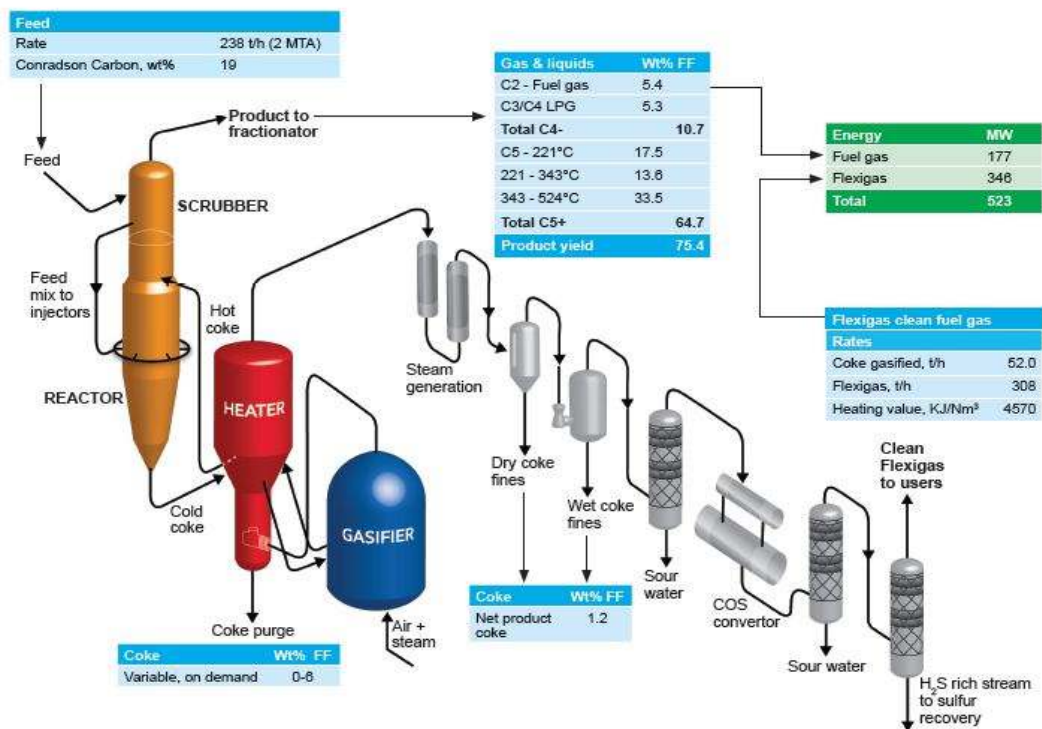 Feed
Rate 238 t/h (2 MTA)
Conradson Carbon, wt% 19
Gas & liquids Wt% FF
C2 - Fuel gas 5.4
C3/C4 LPG 5.3
Total C4- 10.7
C5 - 221°C 17.5
221 - 343°C 13.6
343 - 524°C 33.5
Total C5+ 64.7
Product yield 75.4
Energy MW
Fuel gas 177
Flexigas 346
Total 523
Product to
fractionator
Feed
SCRUBBER
Feed
mix to
injectors
Hot
coke
REACTOR
HEATER
Cold
coke
GASIFIER
Coke purge
Air +
steam
Coke Wt% FF
Variable, on demand 0-6
Steam
generation
Dry coke
fines
Wet coke
fines
Coke Wt% FF
Net product
coke 1.2
Sour
water
COS
convertor
Sour water
Flexigas clean fuel gas
Rates
Coke gasified, t/h 52.0
Flexigas, t/h 308
Heating value, KJ/Nm³ 4570
Clean
Flexigas
to users
H₂S rich stream
to sulfur
recovery